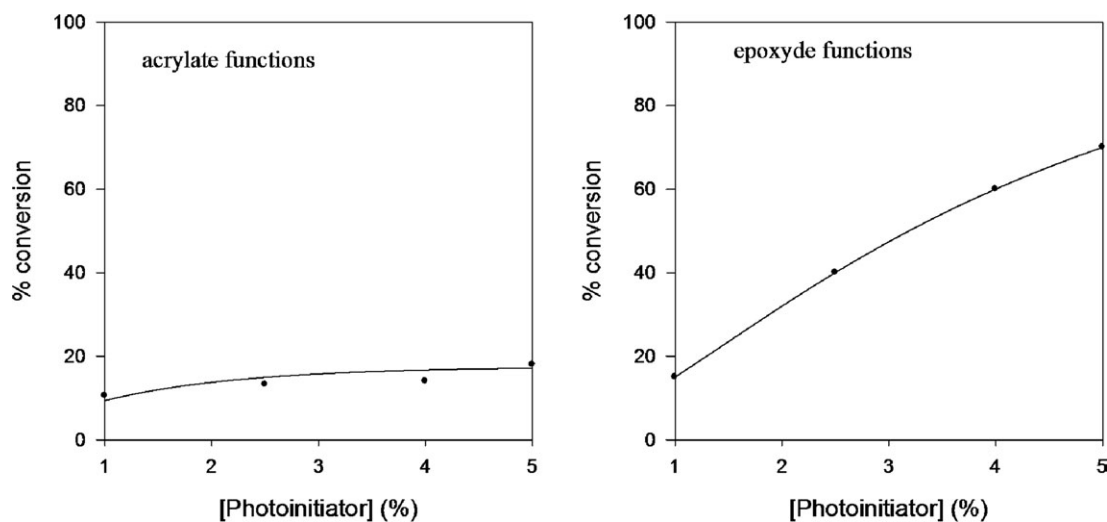 acrylate functions
% conversion
100
80
60
40
20
0
1 2 3 4 5
[Photoinitiator] (%)
epoxyde functions
% conversion
100
80
60
40
20
0
1 2 3 4 5
[Photoinitiator] (%)